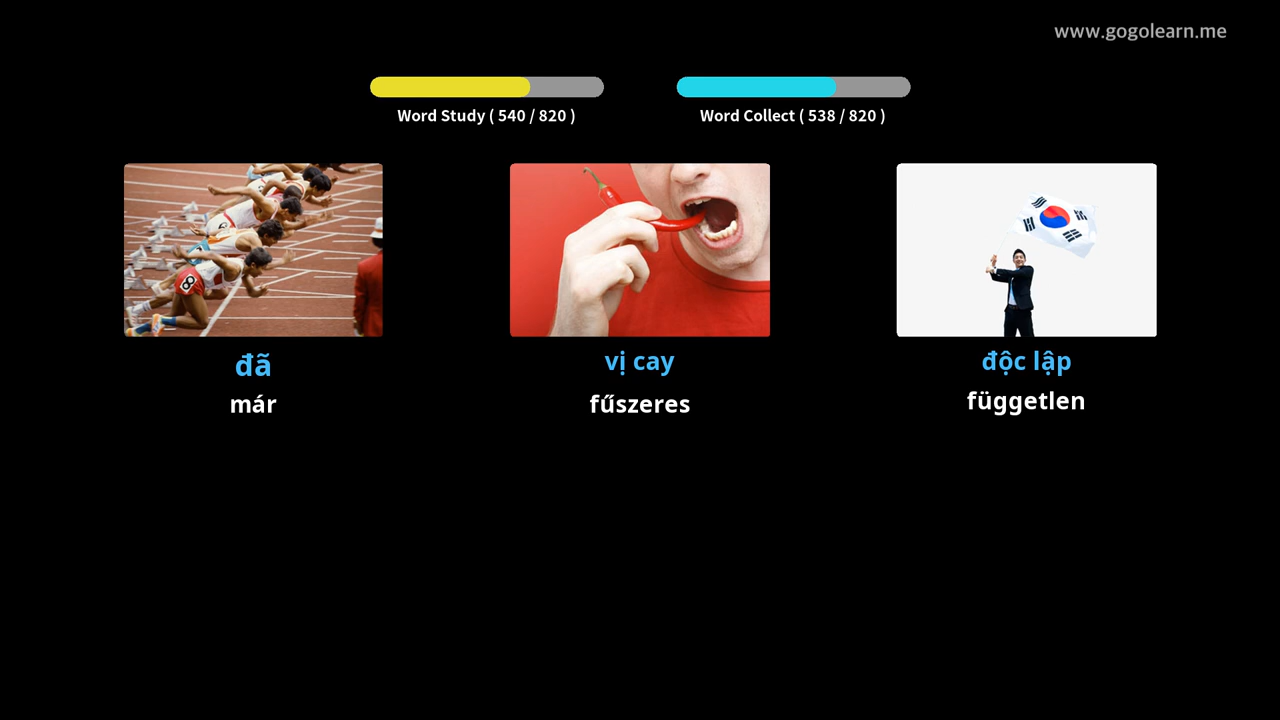 www.gogolearn.me
Word Study ( 540 / 820 )
Word Collect ( 538 / 820 )
8
đã
már
vị cay
fűszeres
độc lập
független